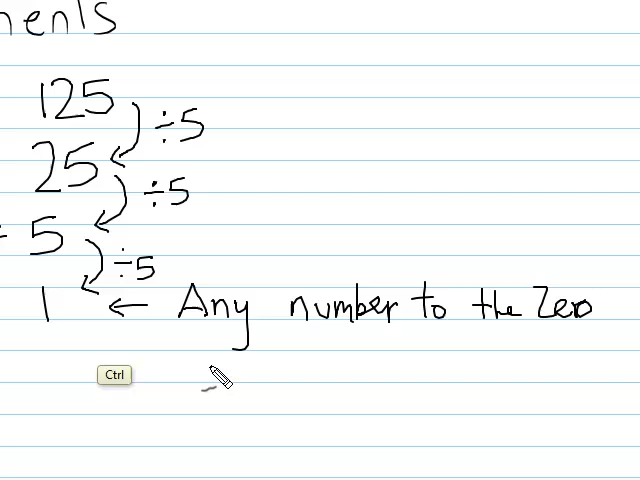 nents
125
÷5
25
÷5
= 5
÷5
1 ← Any number to the Zero
Ctrl